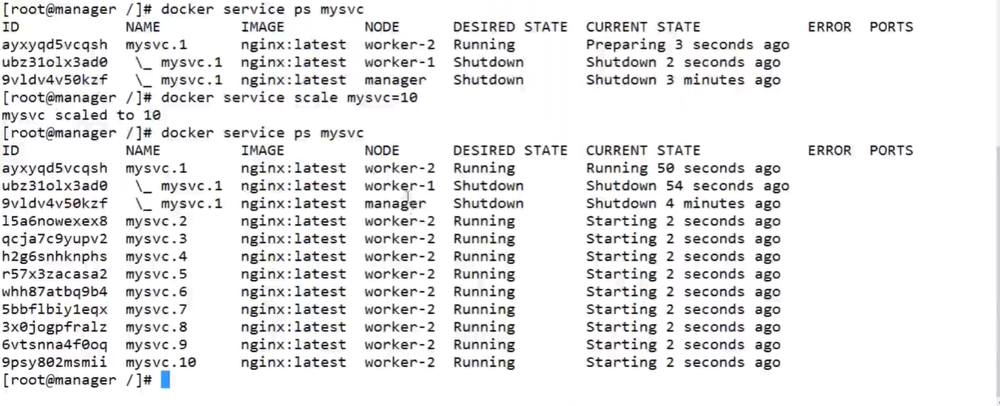 [root@manager /]# docker service ps mysvc
ID            NAME         IMAGE         NODE      DESIRED STATE  CURRENT STATE            ERROR  PORTS
ayxyqd5vcqsh  mysvc.1      nginx:latest  worker-2  Running        Preparing 3 seconds ago
ubz31olx3ad0   \_ mysvc.1  nginx:latest  worker-1  Shutdown       Shutdown 2 seconds ago
9vldv4v50kzf   \_ mysvc.1  nginx:latest  manager   Shutdown       Shutdown 3 minutes ago
[root@manager /]# docker service scale mysvc=10
mysvc scaled to 10
[root@manager /]# docker service ps mysvc
ID            NAME         IMAGE         NODE      DESIRED STATE  CURRENT STATE            ERROR  PORTS
ayxyqd5vcqsh  mysvc.1      nginx:latest  worker-2  Running        Running 50 seconds ago
ubz31olx3ad0   \_ mysvc.1  nginx:latest  worker-1  Shutdown       Shutdown 54 seconds ago
9vldv4v50kzf   \_ mysvc.1  nginx:latest  manager   Shutdown       Shutdown 4 minutes ago
l5a6nowexex8  mysvc.2      nginx:latest  worker-2  Running        Starting 2 seconds ago
qcja7c9yupv2  mysvc.3      nginx:latest  worker-2  Running        Starting 2 seconds ago
h2g6snhknphs  mysvc.4      nginx:latest  worker-2  Running        Starting 2 seconds ago
r57x3zacasa2  mysvc.5      nginx:latest  worker-2  Running        Starting 2 seconds ago
whh87atbq9b4  mysvc.6      nginx:latest  worker-2  Running        Starting 2 seconds ago
5bbflbiy1eqx  mysvc.7      nginx:latest  worker-2  Running        Starting 2 seconds ago
3x0jogpfralz  mysvc.8      nginx:latest  worker-2  Running        Starting 2 seconds ago
6vtsnna4f0oq  mysvc.9      nginx:latest  worker-2  Running        Starting 2 seconds ago
9psy802msmii  mysvc.10     nginx:latest  worker-2  Running        Starting 2 seconds ago
[root@manager /]#